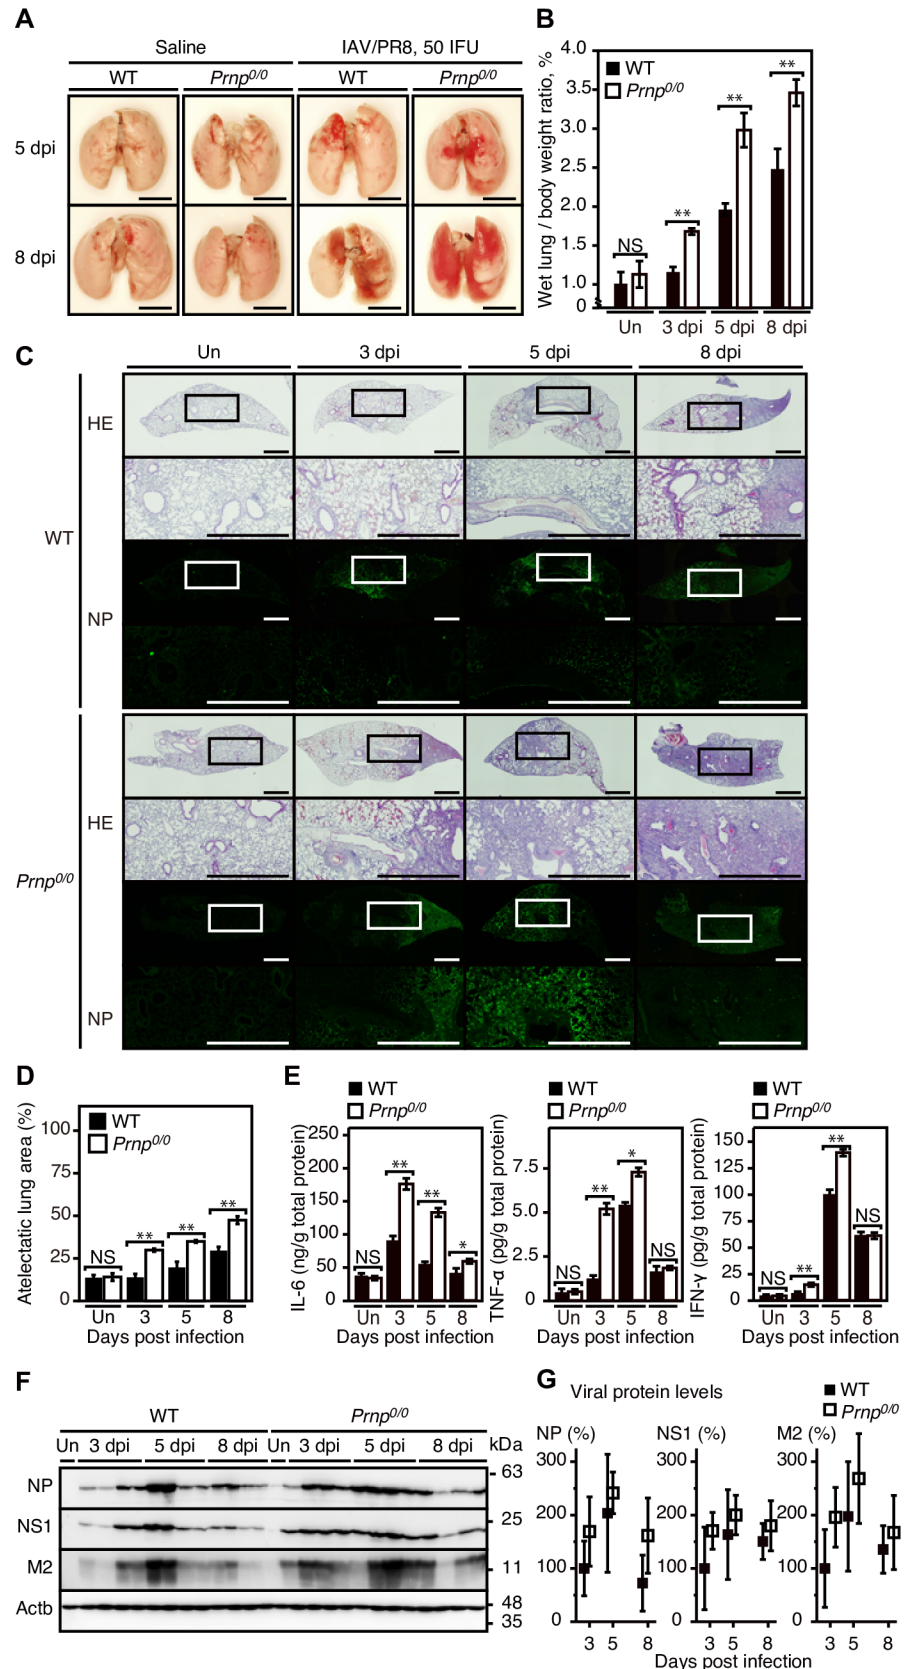 A
Saline IAV/PR8, 50 IFU
WT Prnp0/0 WT Prnp0/0
5 dpi
8 dpi
B
Wet lung / body weight ratio, %
4.0
3.5
3.0
2.5
2.0
1.5
1.0
0
WT
Prnp0/0
NS ** ** **
Un 3 dpi 5 dpi 8 dpi
C
Un 3 dpi 5 dpi 8 dpi
WT
HE
NP
Prnp0/0
HE
NP
D
WT
Prnp0/0
Atelectatic lung area (%)
100
75
50
25
0
NS ** ** **
Un 3 5 8
Days post infection
E
WT
Prnp0/0
IL-6 (ng/g total protein)
250
200
150
100
50
0
NS ** ** *
Un 3 5 8
Days post infection
WT
Prnp0/0
TNF-α (pg/g total protein)
7.5
5.0
2.5
0
NS ** * NS
Un 3 5 8
Days post infection
WT
Prnp0/0
IFN-γ (pg/g total protein)
150
125
100
75
50
25
0
NS ** ** NS
Un 3 5 8
Days post infection
F
WT Prnp0/0
Un 3 dpi 5 dpi 8 dpi Un 3 dpi 5 dpi 8 dpi kDa
NP
NS1
M2
Actb
63
25
11
48
35
G
Viral protein levels
WT
Prnp0/0
NP (%) NS1 (%) M2 (%)
300 300 300
200 200 200
100 100 100
0 0 0
3 5 8 3 5 8 3 5 8
Days post infection